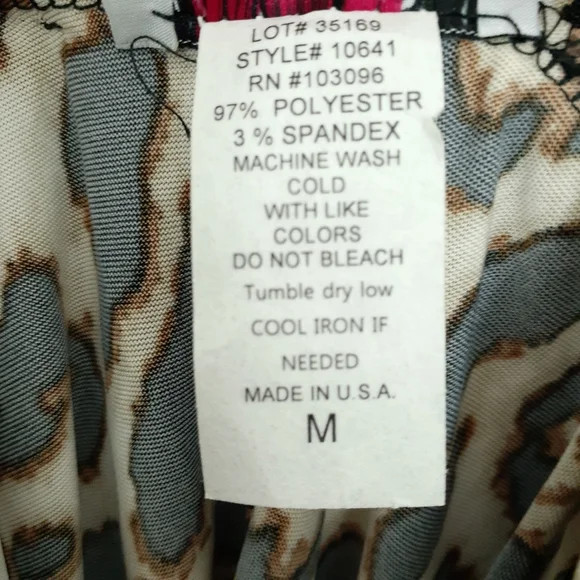 LOT# 35169
STYLE# 10641
RN #103096
97% POLYESTER
3 % SPANDEX
MACHINE WASH
COLD
WITH LIKE
COLORS
DO NOT BLEACH
Tumble dry low
COOL IRON IF
NEEDED
MADE IN U.S.A.
M